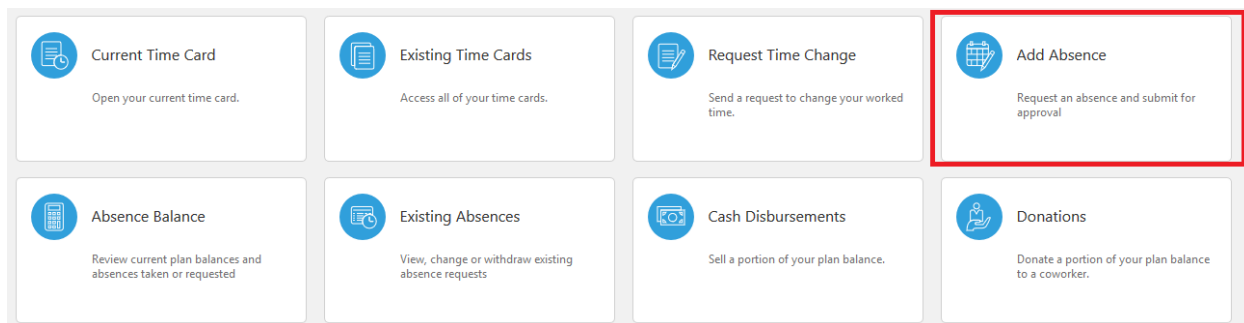 Current Time Card
Open your current time card.
Existing Time Cards
Access all of your time cards.
Request Time Change
Send a request to change your worked
time.
Add Absence
Request an absence and submit for
approval
Absence Balance
Review current plan balances and
absences taken or requested
Existing Absences
View, change or withdraw existing
absence requests
Cash Disbursements
Sell a portion of your plan balance.
Donations
Donate a portion of your plan balance
to a coworker.